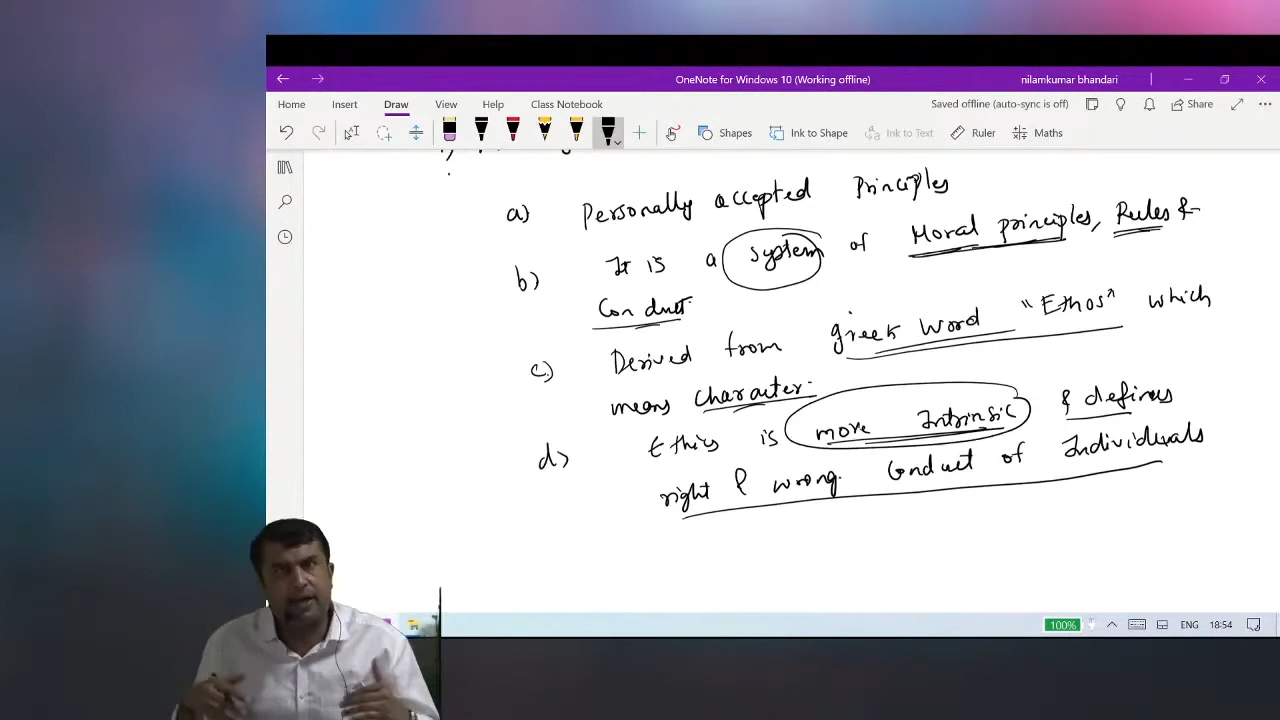 OneNote for Windows 10 (Working offline)
nilamkumar bhandari
Home Insert Draw View Help Class Notebook
Saved offline (auto-sync is off) Share
Shapes Ink to Shape Ink to Text Ruler Maths
a) Personally accepted Principles
b) It is a system of Moral principles, Rules &
Conduct.
c) Derived from greek word "Ethos" which
means character.
d) Ethics is more Intrinsic & defines
right & wrong. Conduct of Individuals
100% ENG 18:54